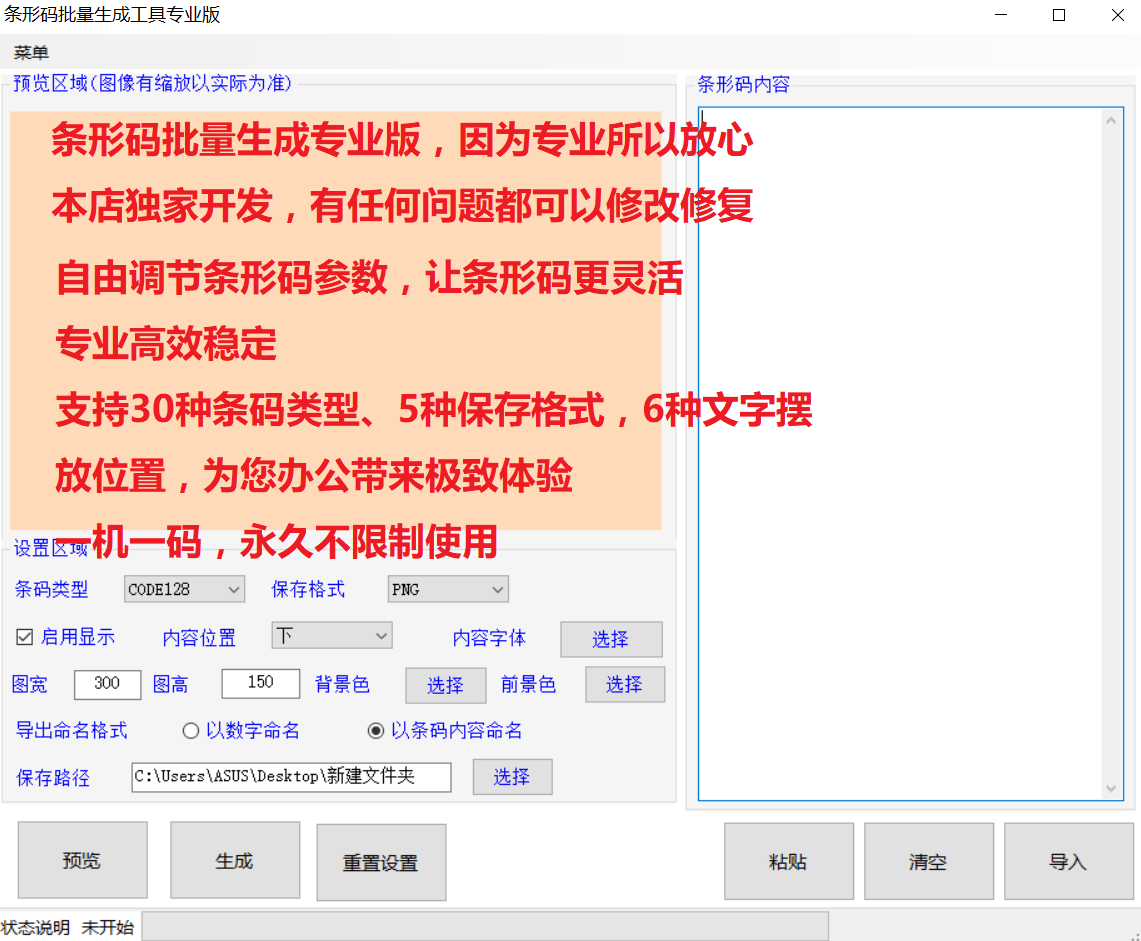 条形码批量生成工具专业版
菜单
预览区域(图像有缩放以实际为准)
条形码内容
条形码批量生成专业版，因为专业所以放心
本店独家开发，有任何问题都可以修改修复
自由调节条形码参数，让条形码更灵活
专业高效稳定
支持30种条码类型、5种保存格式，6种文字摆
放位置，为您办公带来极致体验
一机一码，永久不限制使用
设置区域
条码类型 CODE128 保存格式 PNG
启用显示 内容位置 下 内容字体 选择
图宽 300 图高 150 背景色 选择 前景色 选择
导出命名格式 以数字命名 以条码内容命名
保存路径 C:\Users\ASUS\Desktop\新建文件夹 选择
预览 生成 重置设置 粘贴 清空 导入
状态说明 未开始